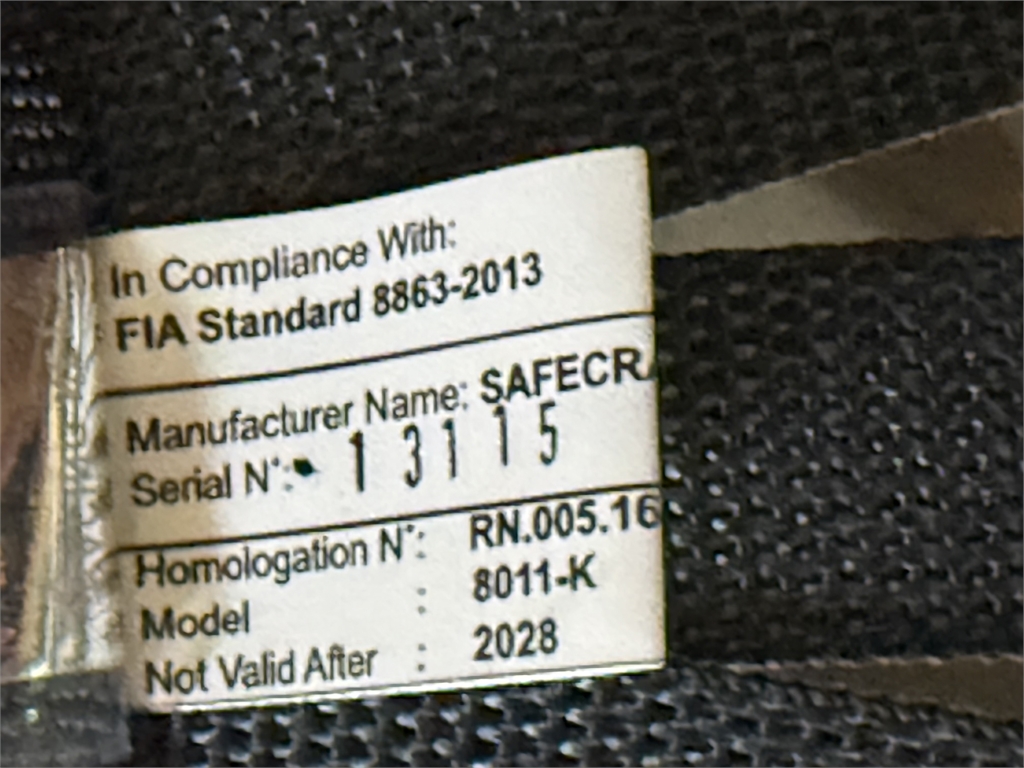 In Compliance With:
FIA Standard 8863-2013
Manufacturer Name: SAFECRA
Serial N°: 13115
Homologation N°: RN.005.16
Model : 8011-K
Not Valid After : 2028